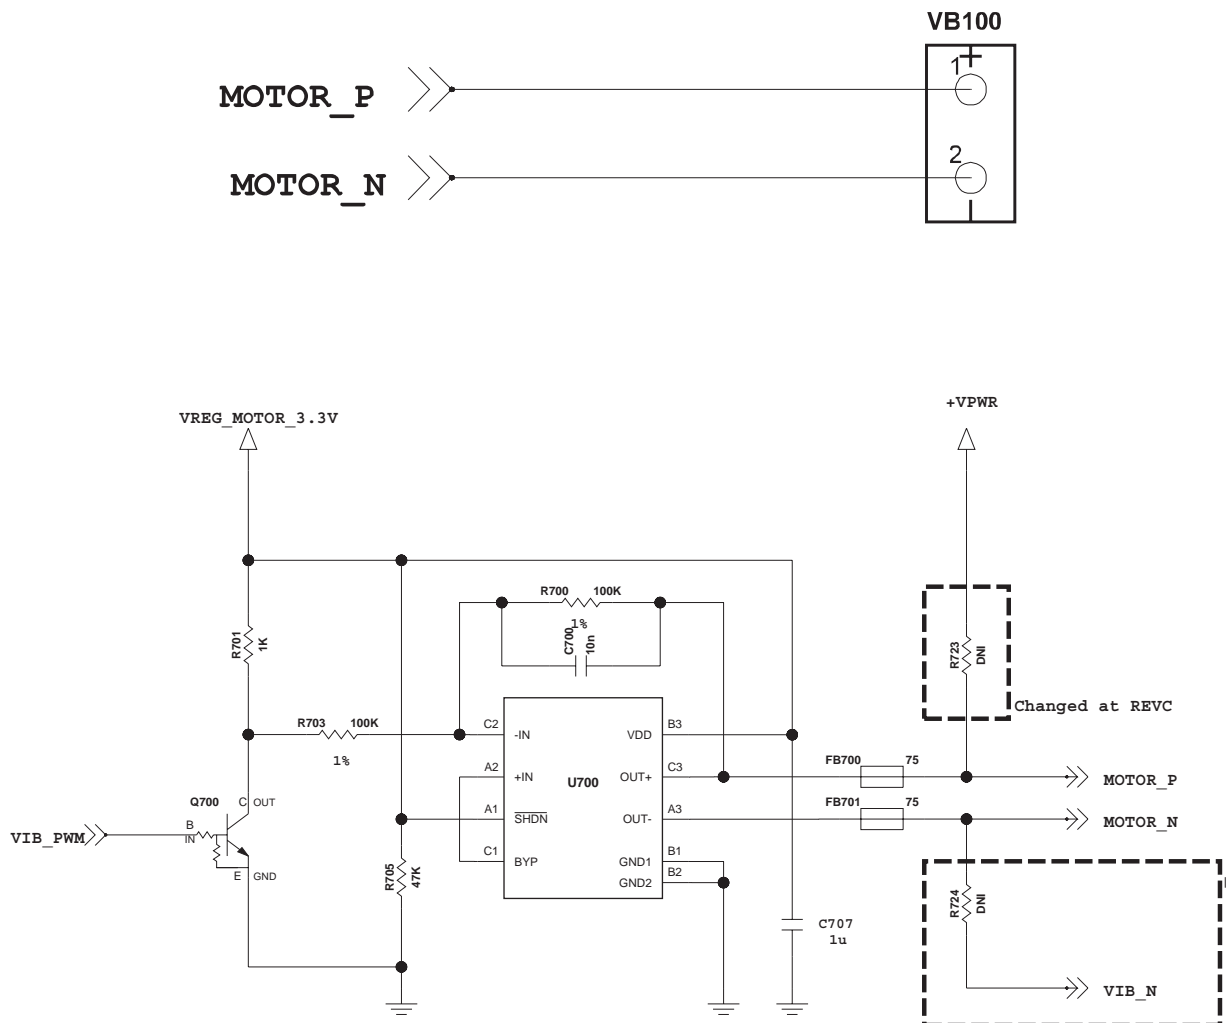 VB100
1
MOTOR_P
2
MOTOR_N
+VPWR
VREG_MOTOR_3.3V
R700 100K
1%
C700
10n
R701
1K
R723
DNI
Changed at REVC
R703 100K
1%
C2 -IN
VDD B3
A2 +IN
U700
OUT+ C3
A1 SHDN
OUT- A3
C1 BYP
GND1 B1
GND2 B2
FB700 75
MOTOR_P
FB701 75
MOTOR_N
Q700
C OUT
VIB_PWM
B
IN
E GND
R705
47K
R724
DNI
C707
1u
VIB_N